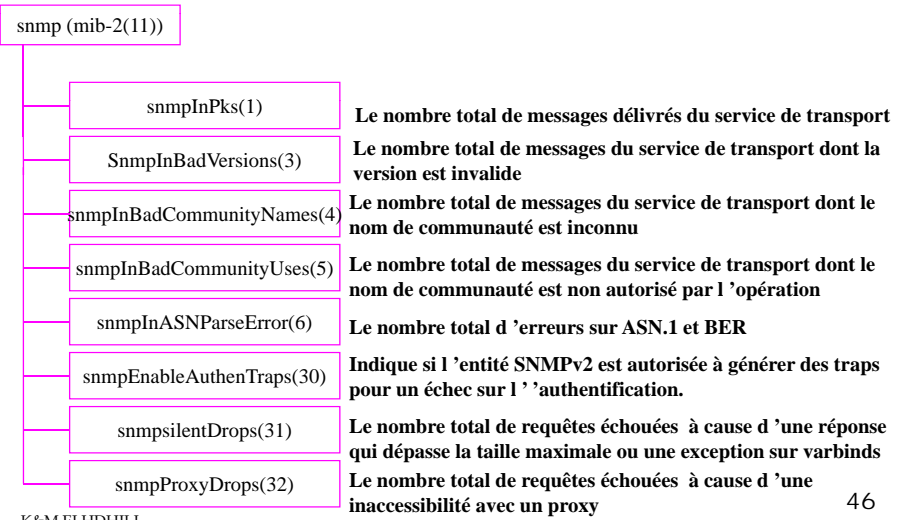 snmp (mib-2(11))
snmpInPks(1)
Le nombre total de messages délivrés du service de transport
SnmpInBadVersions(3)
Le nombre total de messages du service de transport dont la
version est invalide
snmpInBadCommunityNames(4)
Le nombre total de messages du service de transport dont le
nom de communauté est inconnu
snmpInBadCommunityUses(5)
Le nombre total de messages du service de transport dont le
nom de communauté est non autorisé par l ’opération
snmpInASNParseError(6)
Le nombre total d ’erreurs sur ASN.1 et BER
snmpEnableAuthenTraps(30)
Indique si l ’entité SNMPv2 est autorisée à générer des traps
pour un échec sur l ’ ’authentification.
snmpsilentDrops(31)
Le nombre total de requêtes échouées à cause d ’une réponse
qui dépasse la taille maximale ou une exception sur varbinds
snmpProxyDrops(32)
Le nombre total de requêtes échouées à cause d ’une
inaccessibilité avec un proxy
46
K&M